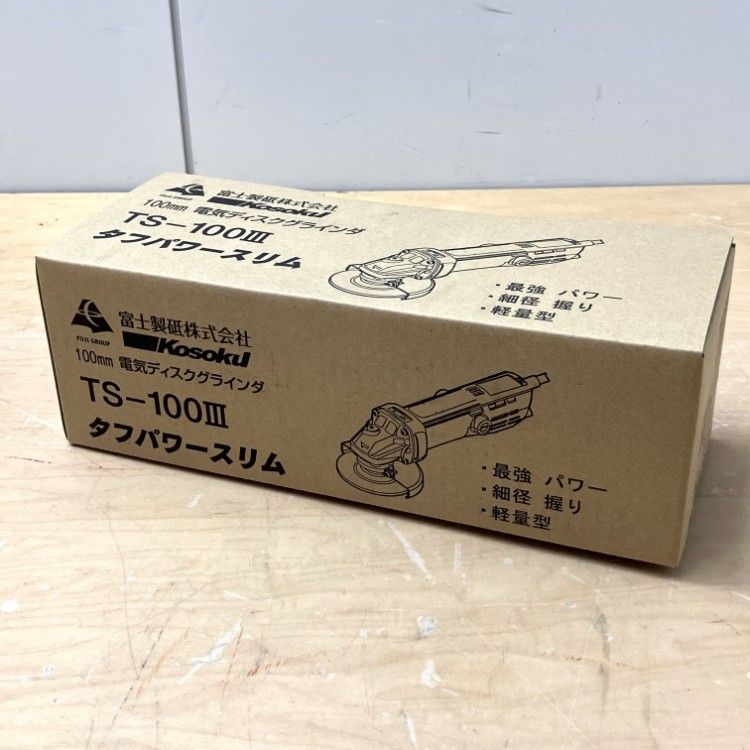 富士製砥株式会社
Kosoku
100mm 電気ディスクグラインダ
TS-100Ⅲ
タフパワースリム
・最強 パワー
・細径 握り
・軽量型
FUJI GROUP
富士製砥株式会社
Kosoku
100mm 電気ディスクグラインダ
TS-100Ⅲ
タフパワースリム
・最強 パワー
・細径 握り
・軽量型